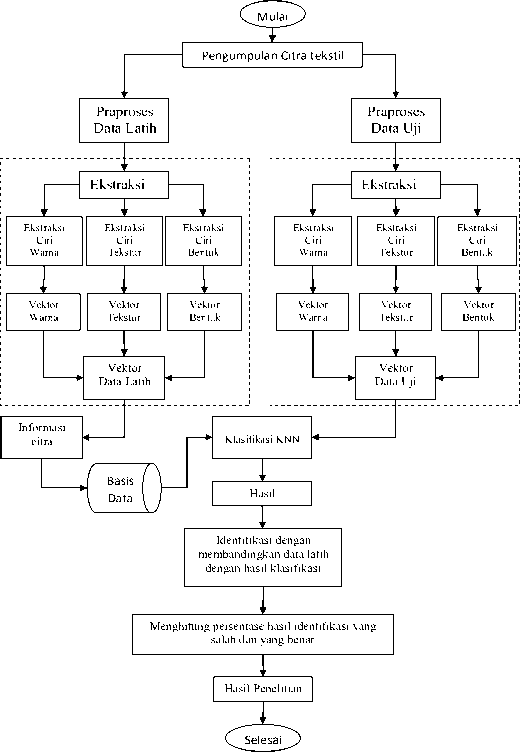 Mulai
Pengumpulan Citra tekstil
Praproses
Data Latih
Praproses
Data Uji
Ekstraksi
Ekstraksi
Ekstraksi
Ciri
Warna
Ekstraksi
Ciri
Tekstur
Ekstraksi
Ciri
Bentuk
Ekstraksi
Ciri
Warna
Ekstraksi
Ciri
Tekstur
Ekstraksi
Ciri
Bentuk
Vektor
Warna
Vektor
Tekstur
Vektor
Bentuk
Vektor
Warna
Vektor
Tekstur
Vektor
Bentuk
Vektor
Data Latih
Vektor
Data Uji
Informasi
citra
Klasifikasi KNN
Basis
Data
Hasil
Identifikasi dengan
membandingkan data latih
dengan hasil klasifikasi
Menghitung persentase hasil identifikasi yang
salah dan yang benar
Hasil Penelitian
Selesai